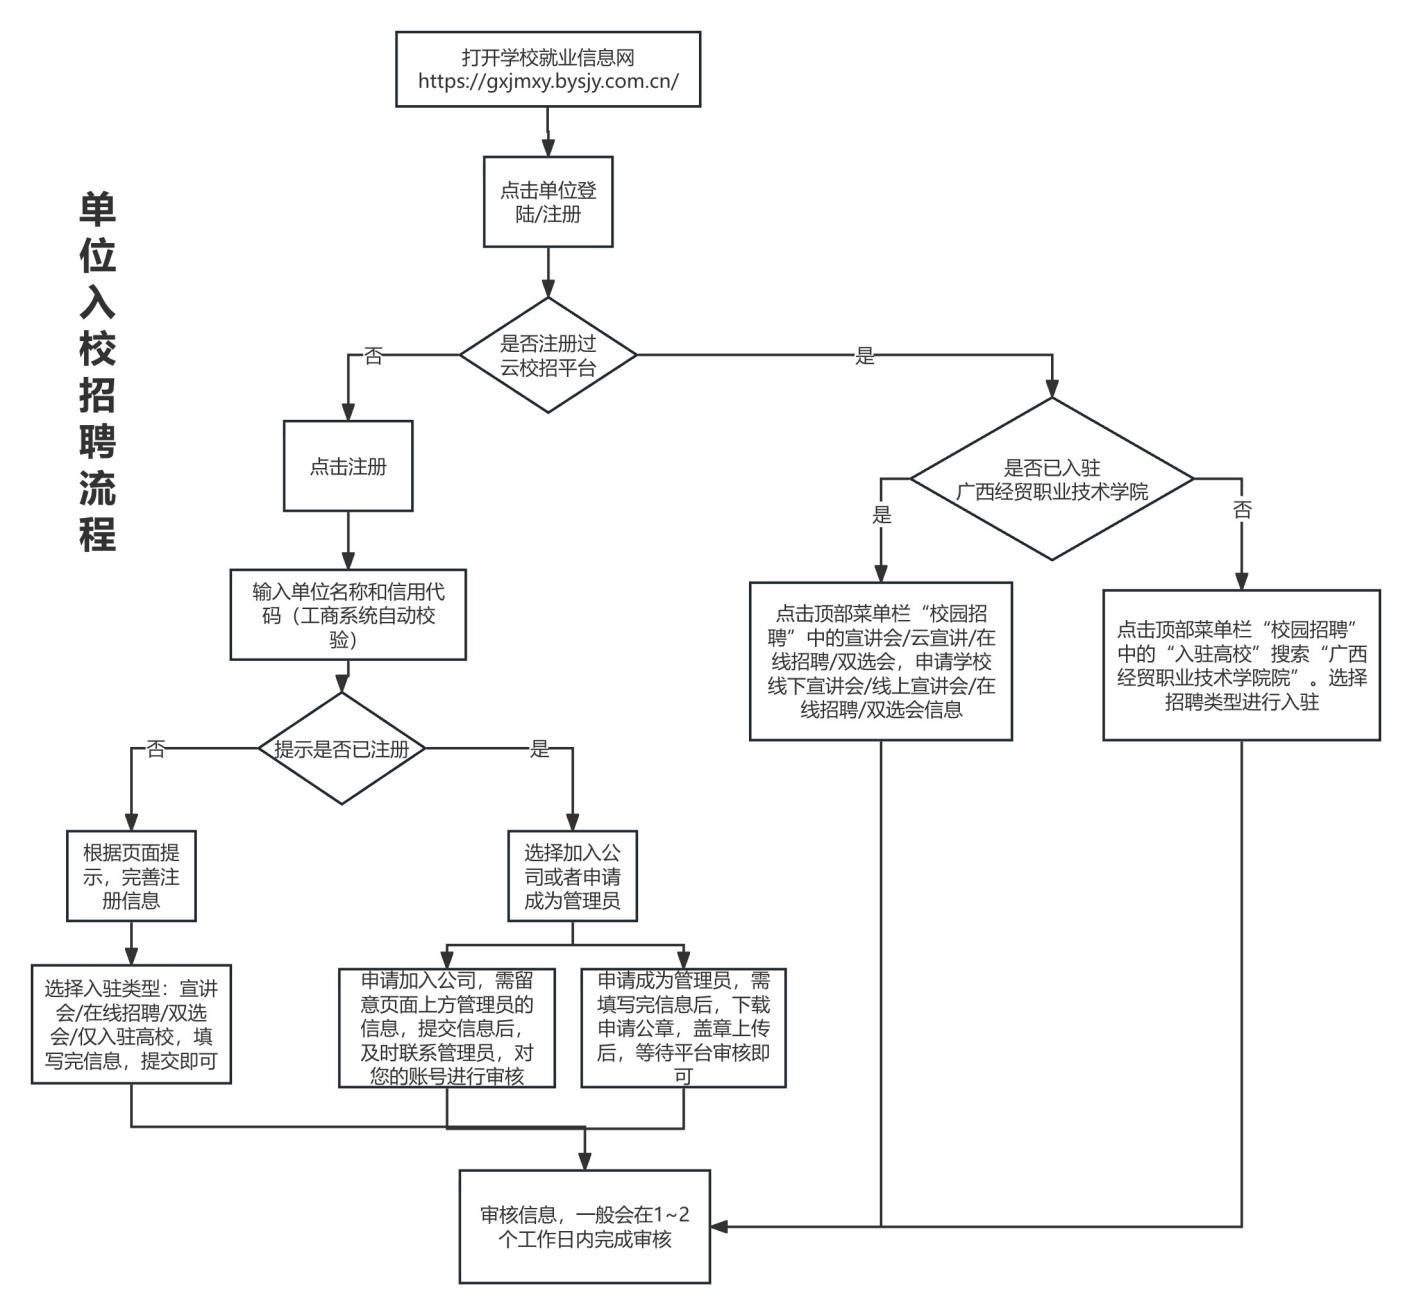 单位入校招聘流程
打开学校就业信息网
https://gxjmxy.bysjy.com.cn/
点击单位登
陆/注册
是否注册过
云校招平台
否
是
点击注册
是否已入驻
广西经贸职业技术学院
是
否
输入单位名称和信用代
码（工商系统自动校
验）
点击顶部菜单栏“校园招
聘”中的宣讲会/云宣讲/在
线招聘/双选会，申请学校
线下宣讲会/线上宣讲会/在
线招聘/双选会信息
点击顶部菜单栏“校园招聘”
中的“入驻高校”搜索“广西
经贸职业技术学院院”。选择
招聘类型进行入驻
提示是否已注册
否
是
根据页面提
示，完善注
册信息
选择加入公
司或者申请
成为管理员
选择入驻类型：宣讲
会/在线招聘/双选
会/仅入驻高校，填
写完信息，提交即可
申请加入公司，需留
意页面上方管理员的
信息，提交信息后，
及时联系管理员，对
您的账号进行审核
申请成为管理员，需
填写完信息后，下载
申请公章，盖章上传
后，等待平台审核即
可
审核信息，一般会在1~2
个工作日内完成审核